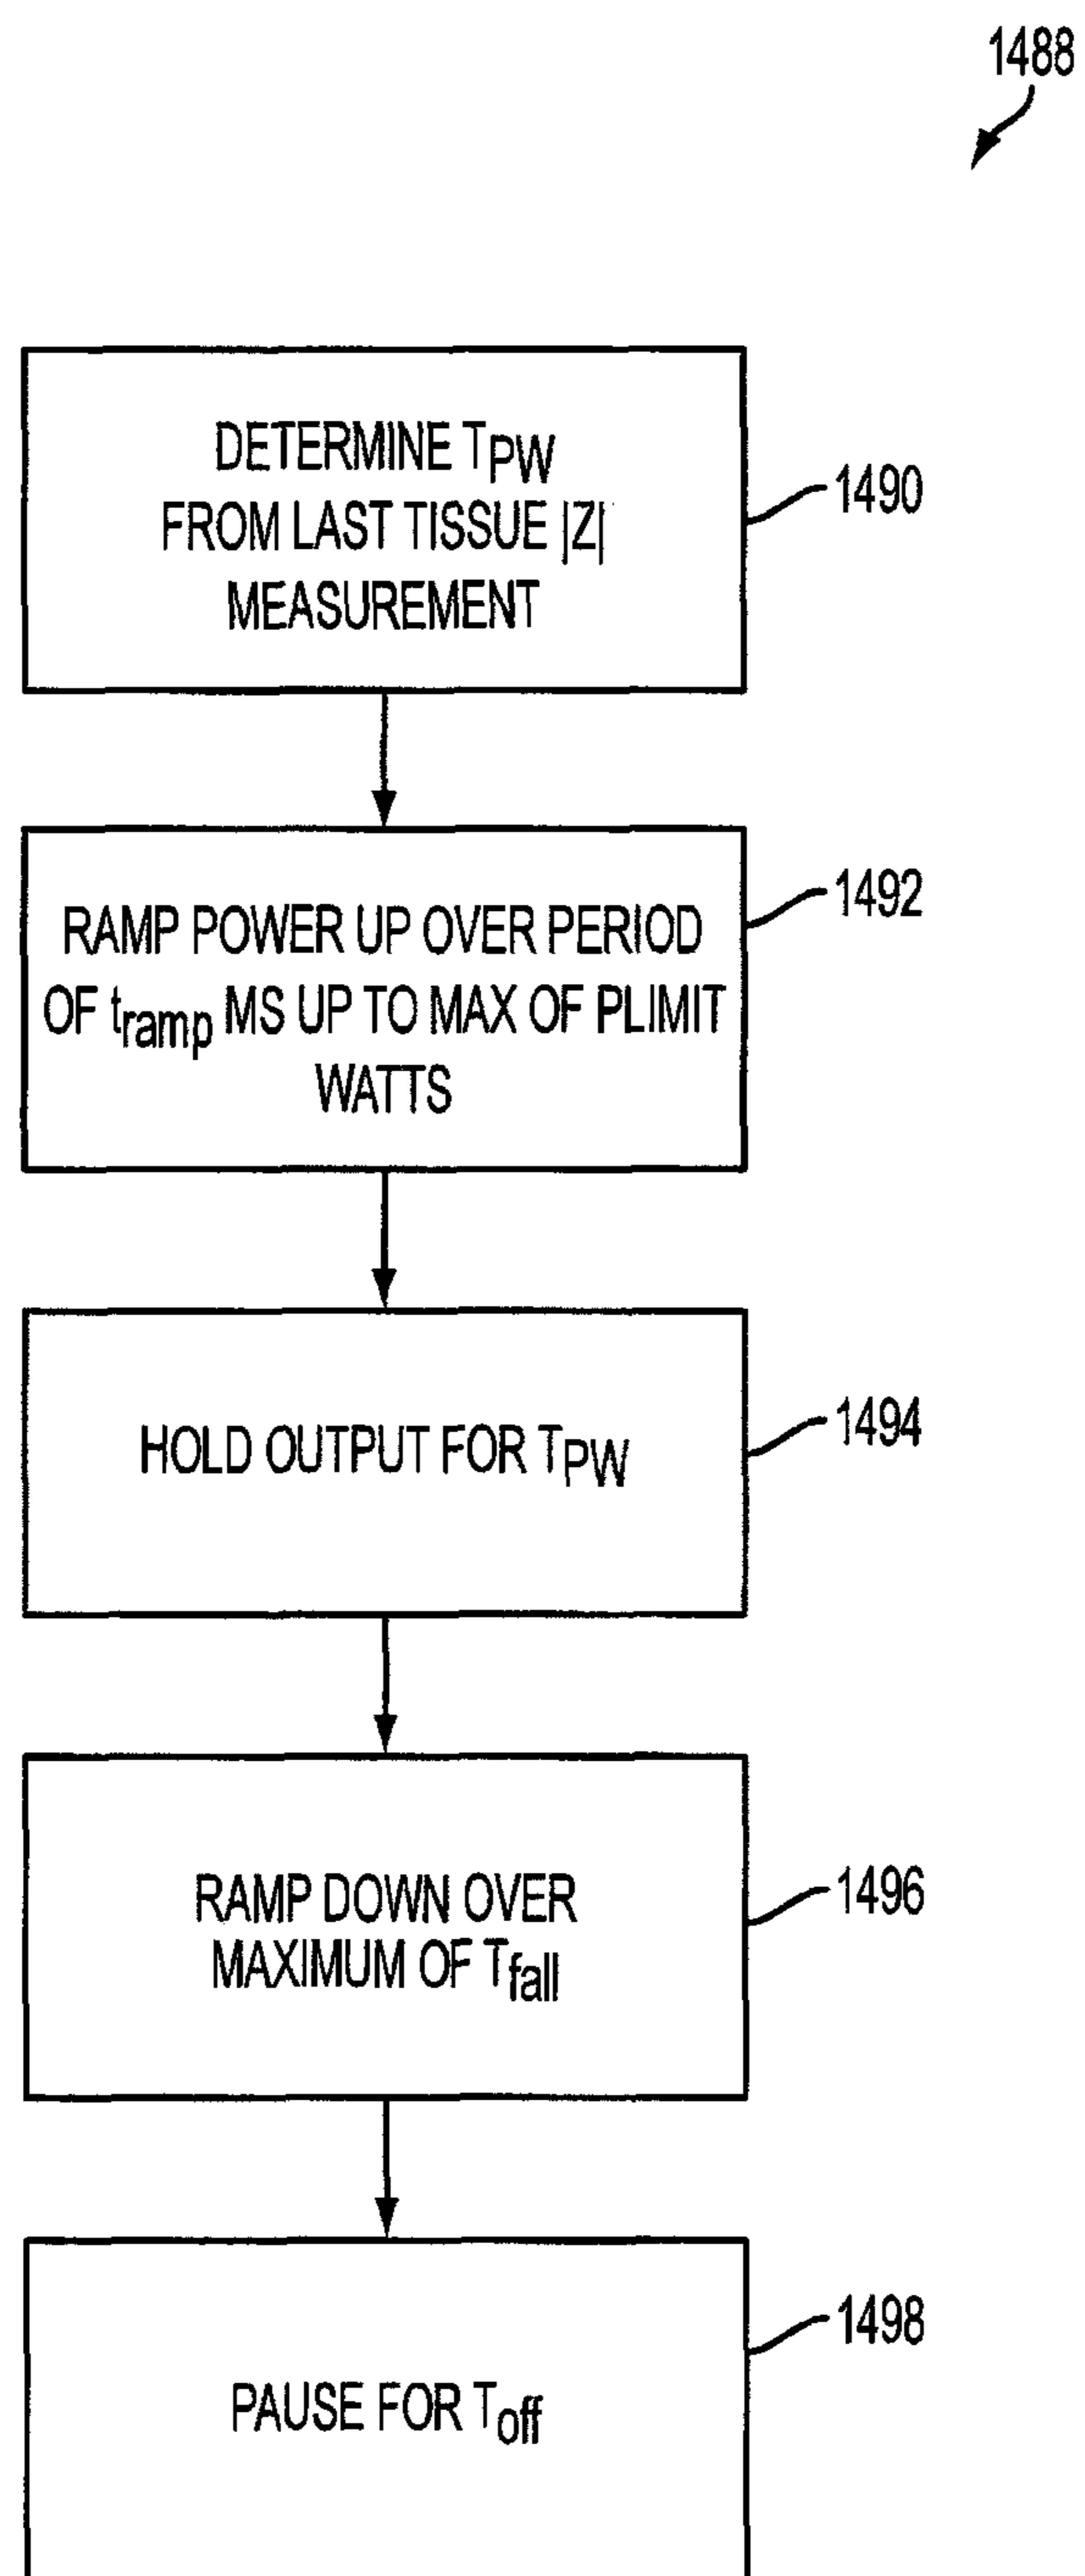 1488
DETERMINE TPW
FROM LAST TISSUE |Z|
MEASUREMENT
1490
RAMP POWER UP OVER PERIOD
OF tramp MS UP TO MAX OF PLIMIT
WATTS
1492
HOLD OUTPUT FOR TPW
1494
RAMP DOWN OVER
MAXIMUM OF Tfall
1496
PAUSE FOR Toff
1498